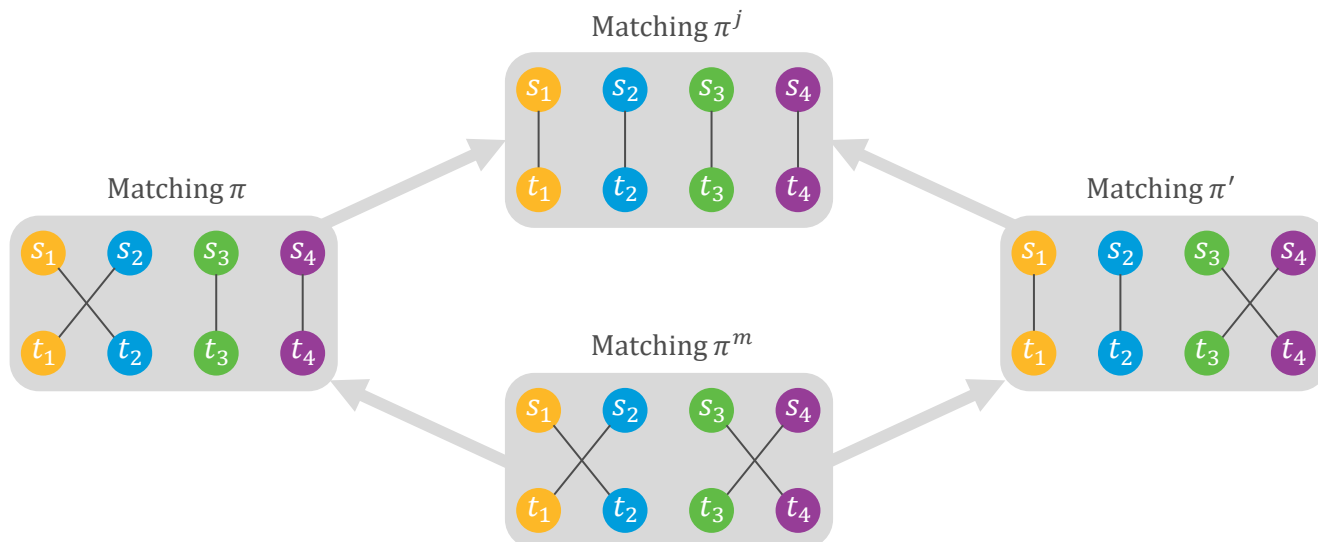 Matching π^j
s₁ s₂ s₃ s₄
t₁ t₂ t₃ t₄
Matching π
s₁ s₂ s₃ s₄
t₁ t₂ t₃ t₄
Matching π′
s₁ s₂ s₃ s₄
t₁ t₂ t₃ t₄
Matching π^m
s₁ s₂ s₃ s₄
t₁ t₂ t₃ t₄